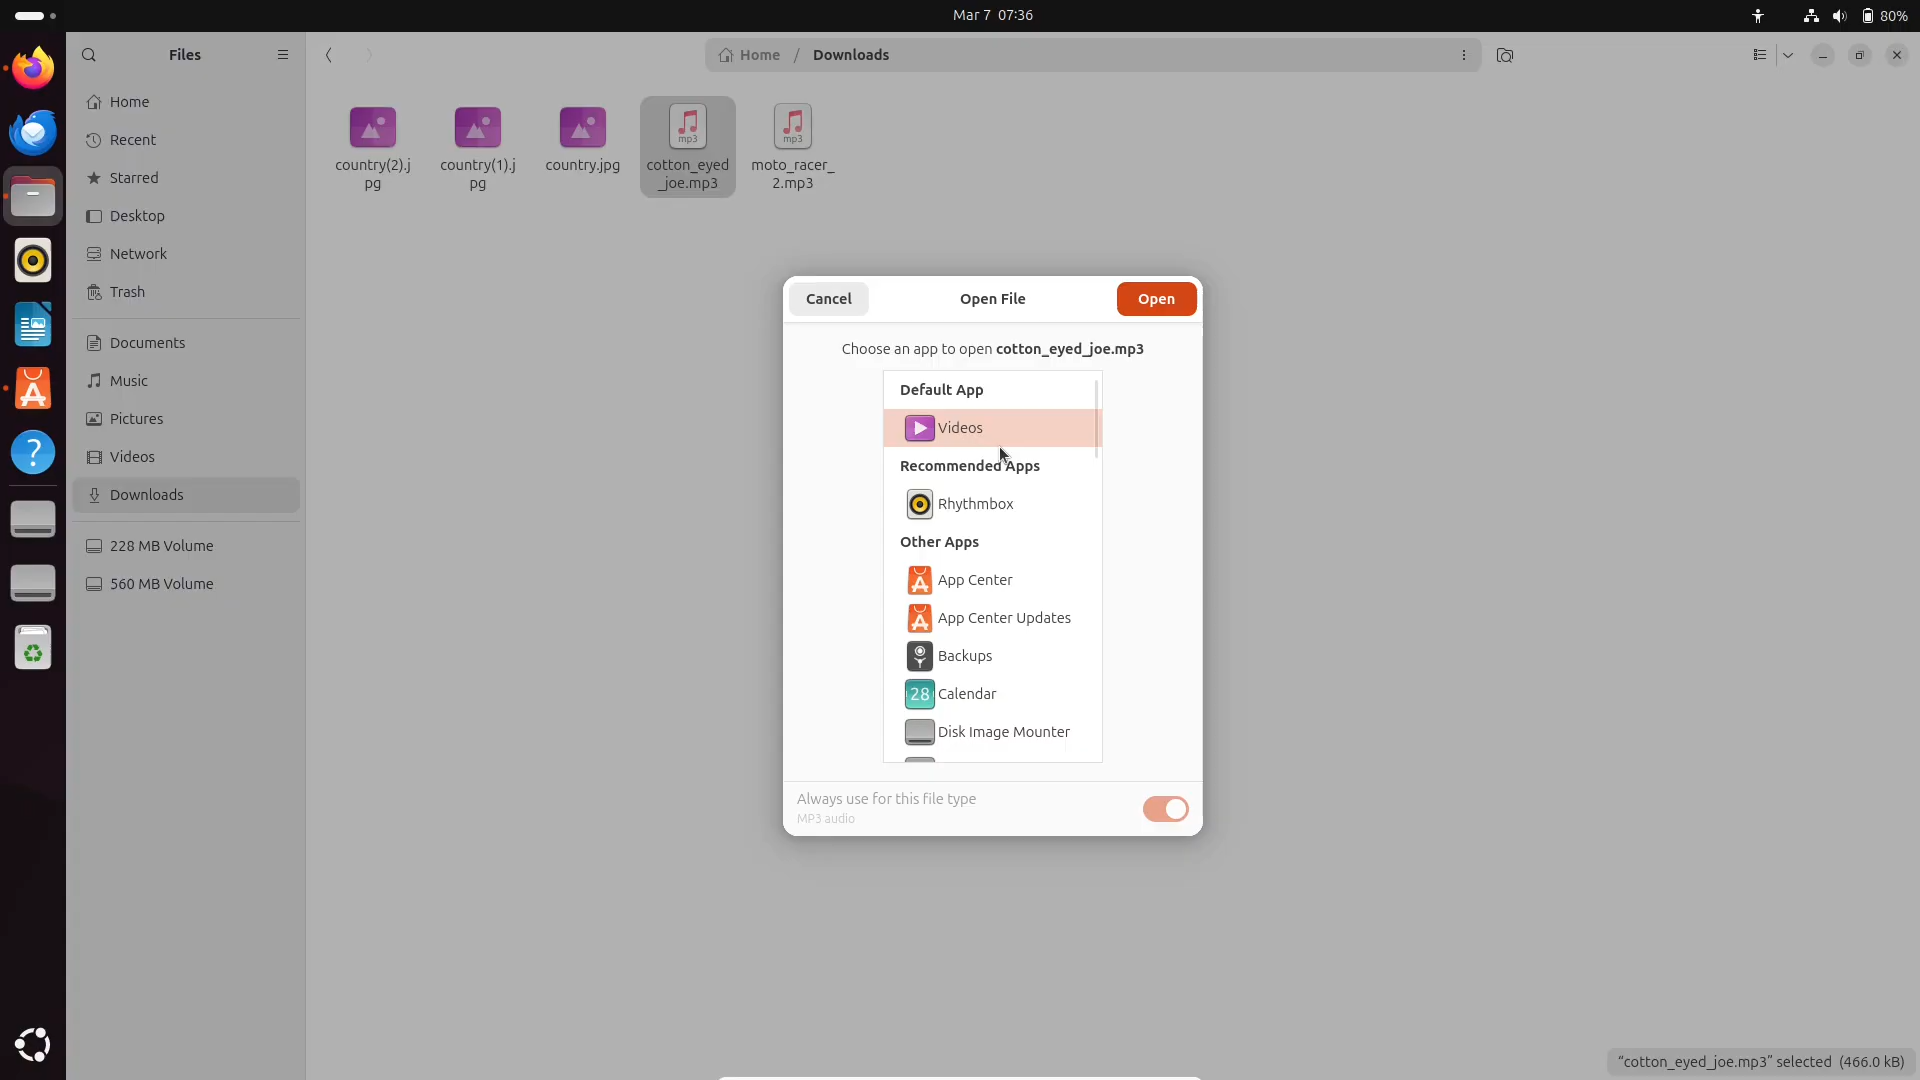 Mar 7 07:36
80%
Files
Home / Downloads
Home
Recent
Starred
Desktop
Network
Trash
Documents
Music
Pictures
Videos
Downloads
228 MB Volume
560 MB Volume
country(2).j
pg
country(1).j
pg
country.jpg
mp3
cotton_eyed
_joe.mp3
mp3
moto_racer_
2.mp3
Cancel
Open File
Open
Choose an app to open cotton_eyed_joe.mp3
Default App
Videos
Recommended Apps
Rhythmbox
Other Apps
App Center
App Center Updates
Backups
28 Calendar
Disk Image Mounter
Always use for this file type
MP3 audio
"cotton_eyed_joe.mp3" selected (466.0 kB)